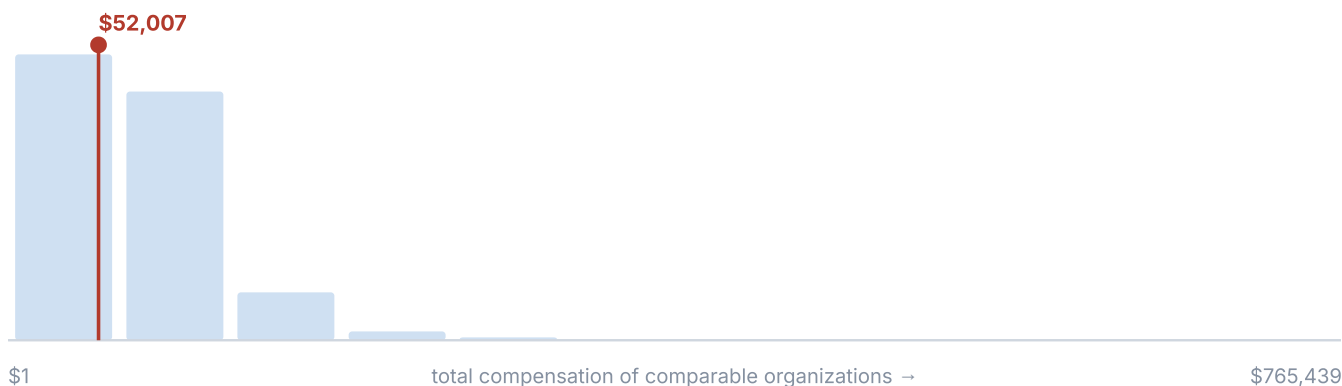 $52,007
$1
total compensation of comparable organizations →
$765,439